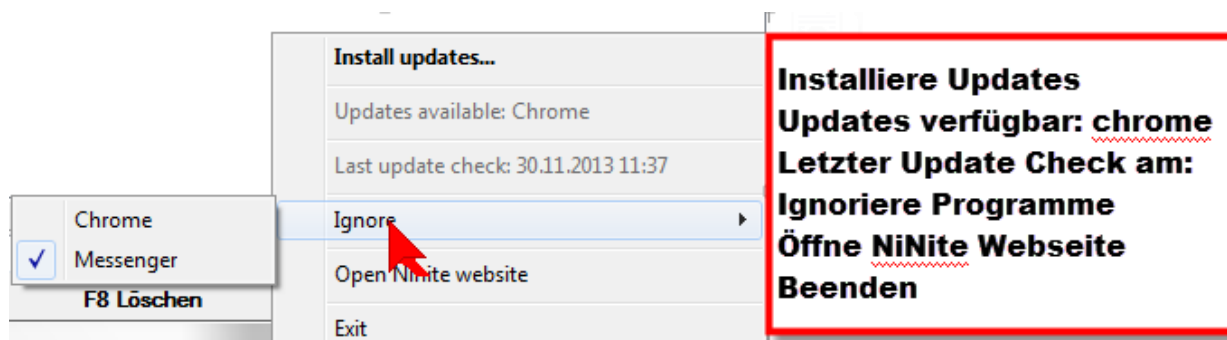 Install updates...
Updates available: Chrome
Last update check: 30.11.2013 11:37
Ignore
Open Ninite website
Exit
Chrome
Messenger
F8 Löschen
Installiere Updates
Updates verfügbar: chrome
Letzter Update Check am:
Ignoriere Programme
Öffne NiNite Webseite
Beenden